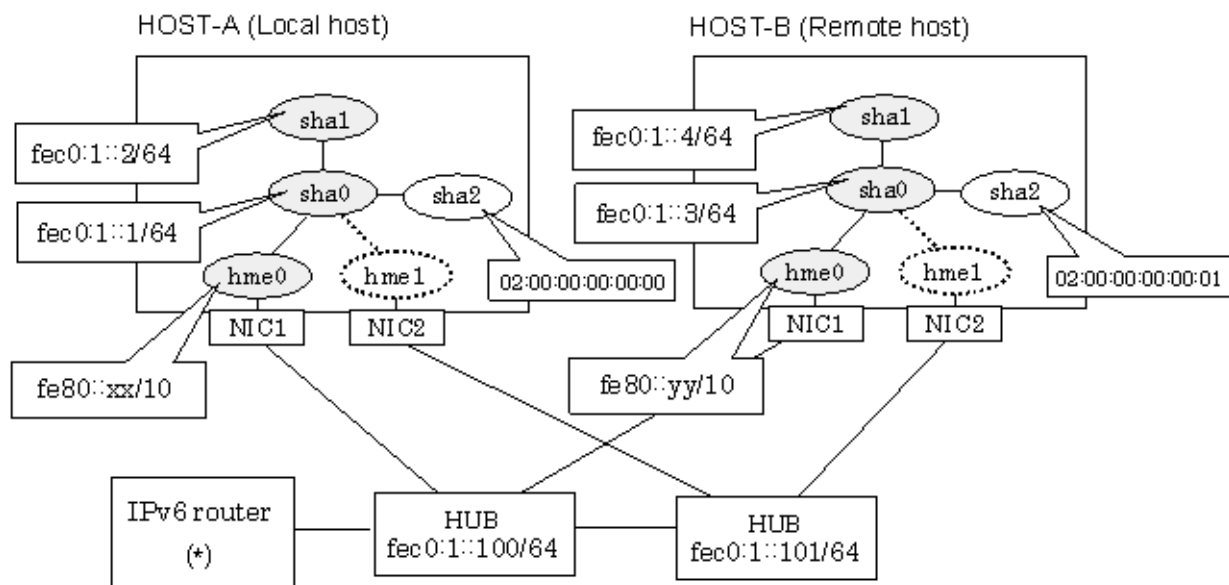 HOST-A (Local host)
HOST-B (Remote host)
sha1
fec0:1::2/64
sha0
sha2
fec0:1::1/64
hme0
hme1
02:00:00:00:00:00
NIC1
NIC2
fe80::xx/10
sha1
fec0:1::4/64
sha0
sha2
fec0:1::3/64
hme0
hme1
02:00:00:00:00:01
NIC1
NIC2
fe80::yy/10
IPv6 router
(*)
HUB
fec0:1::100/64
HUB
fec0:1::101/64